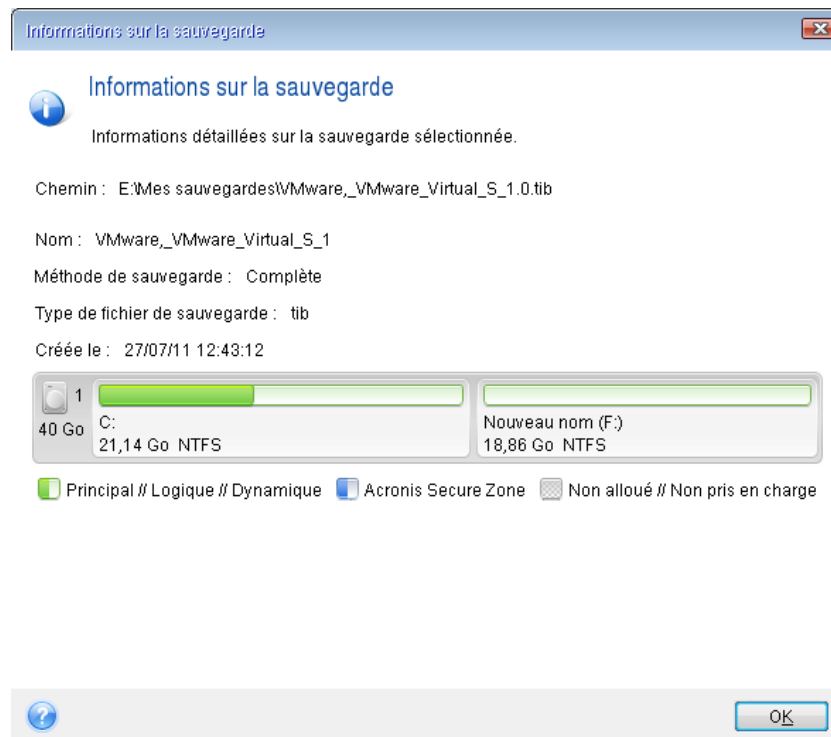 Informations sur la sauvegarde
Informations sur la sauvegarde
Informations détaillées sur la sauvegarde sélectionnée.
Chemin : E:\Mes sauvegardes\VMware,_VMware_Virtual_S_1.0.tib
Nom : VMware,_VMware_Virtual_S_1
Méthode de sauvegarde : Complète
Type de fichier de sauvegarde : tib
Créée le : 27/07/11 12:43:12
1
40 Go
C:
21,14 Go NTFS
Nouveau nom (F:)
18,86 Go NTFS
Principal // Logique // Dynamique Acronis Secure Zone Non alloué // Non pris en charge
OK